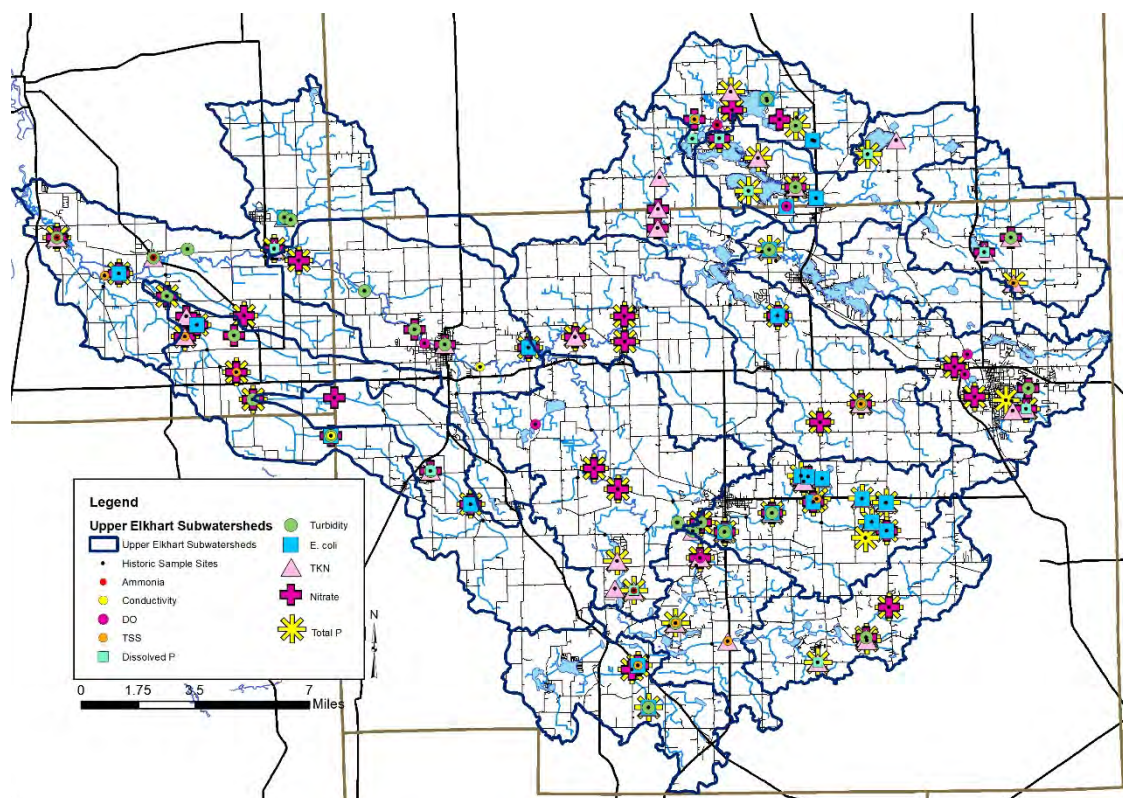 Legend
Upper Elkhart Subwatersheds
Upper Elkhart Subwatersheds
Historic Sample Sites
Ammonia
Conductivity
DO
TSS
Dissolved P
Turbidity
E. coli
TKN
Nitrate
Total P
N
0 1.75 3.5 7
Miles